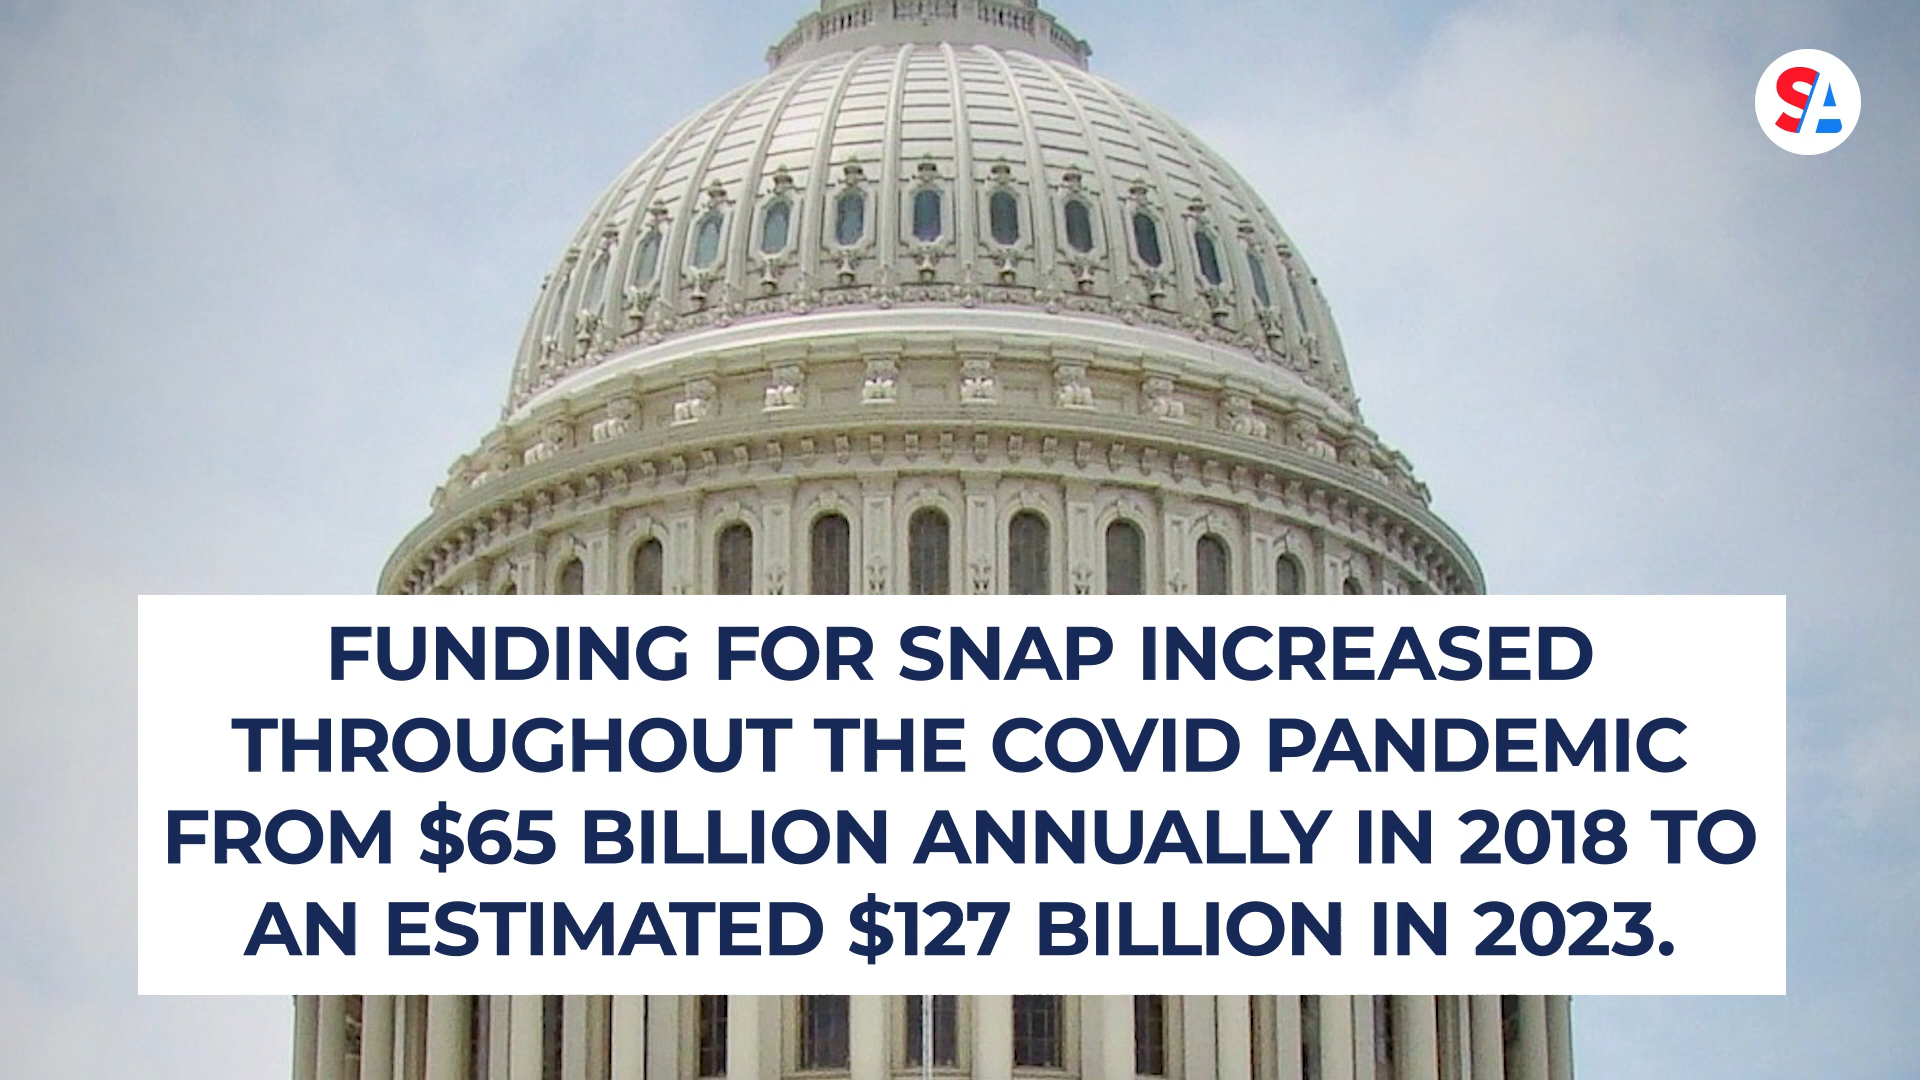 SA
FUNDING FOR SNAP INCREASED
THROUGHOUT THE COVID PANDEMIC
FROM $65 BILLION ANNUALLY IN 2018 TO
AN ESTIMATED $127 BILLION IN 2023.